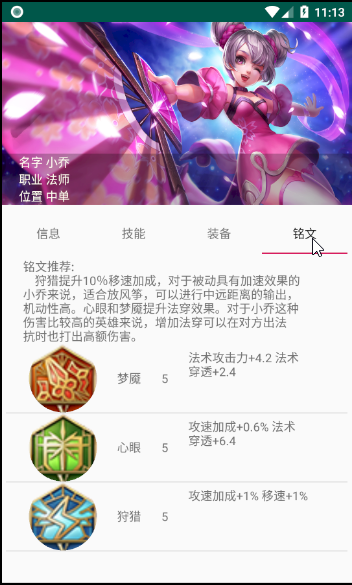 11:13
名字 小乔
职业 法师
位置 中单
信息 技能 装备 铭文
铭文推荐:
狩猎提升10%移速加成，对于被动具有加速效果的
小乔来说，适合放风筝，可以进行中远距离的输出，
机动性高。心眼和梦魇提升法穿效果。对于小乔这种
伤害比较高的英雄来说，增加法穿可以在对方出法
抗时也打出高额伤害。
梦魇 5 法术攻击力+4.2 法术
穿透+2.4
心眼 5 攻速加成+0.6% 法术
穿透+6.4
狩猎 5 攻速加成+1% 移速+1%